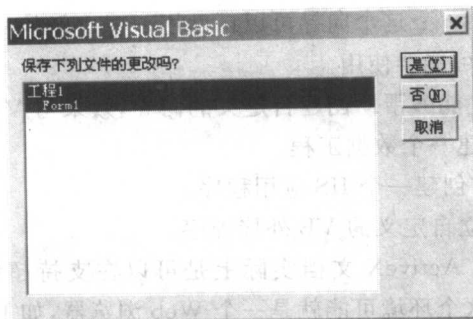 Microsoft Visual Basic
保存下列文件的更改吗?
是(Y)
工程1
否(N)
Form1
取消